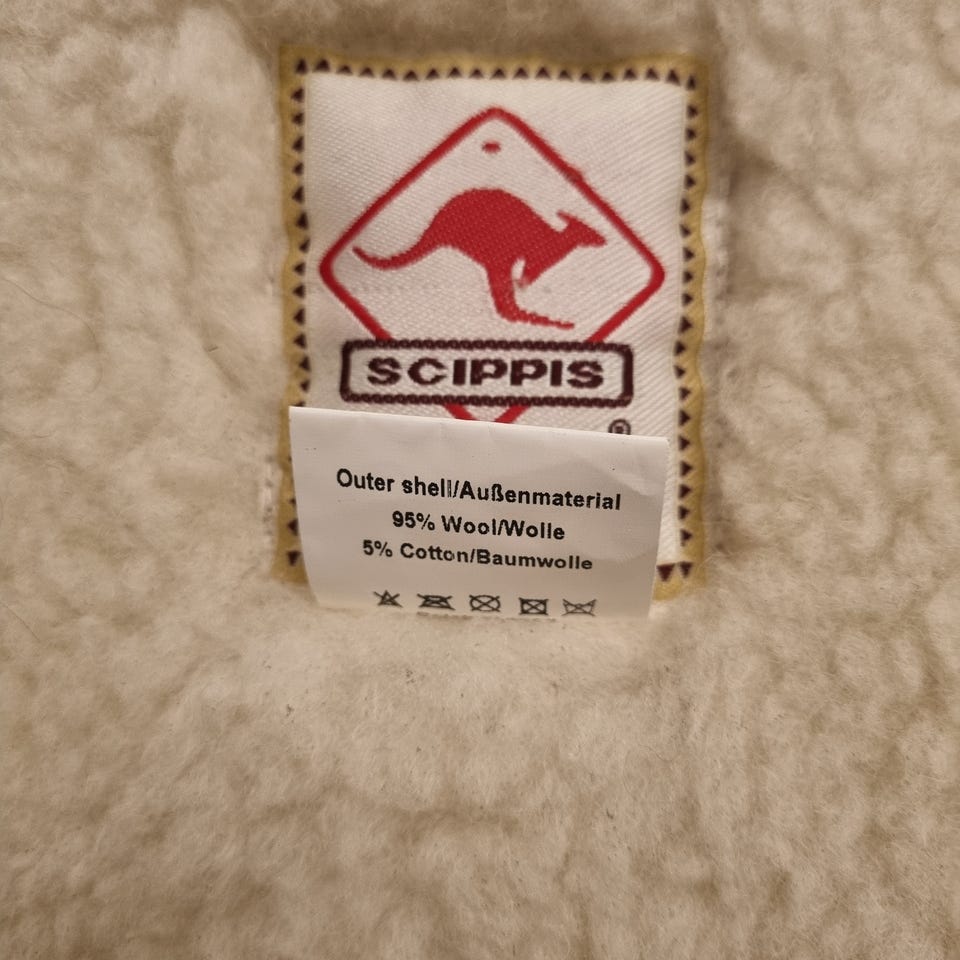 SCIPPIS
®
Outer shell/Außenmaterial
95% Wool/Wolle
5% Cotton/Baumwolle